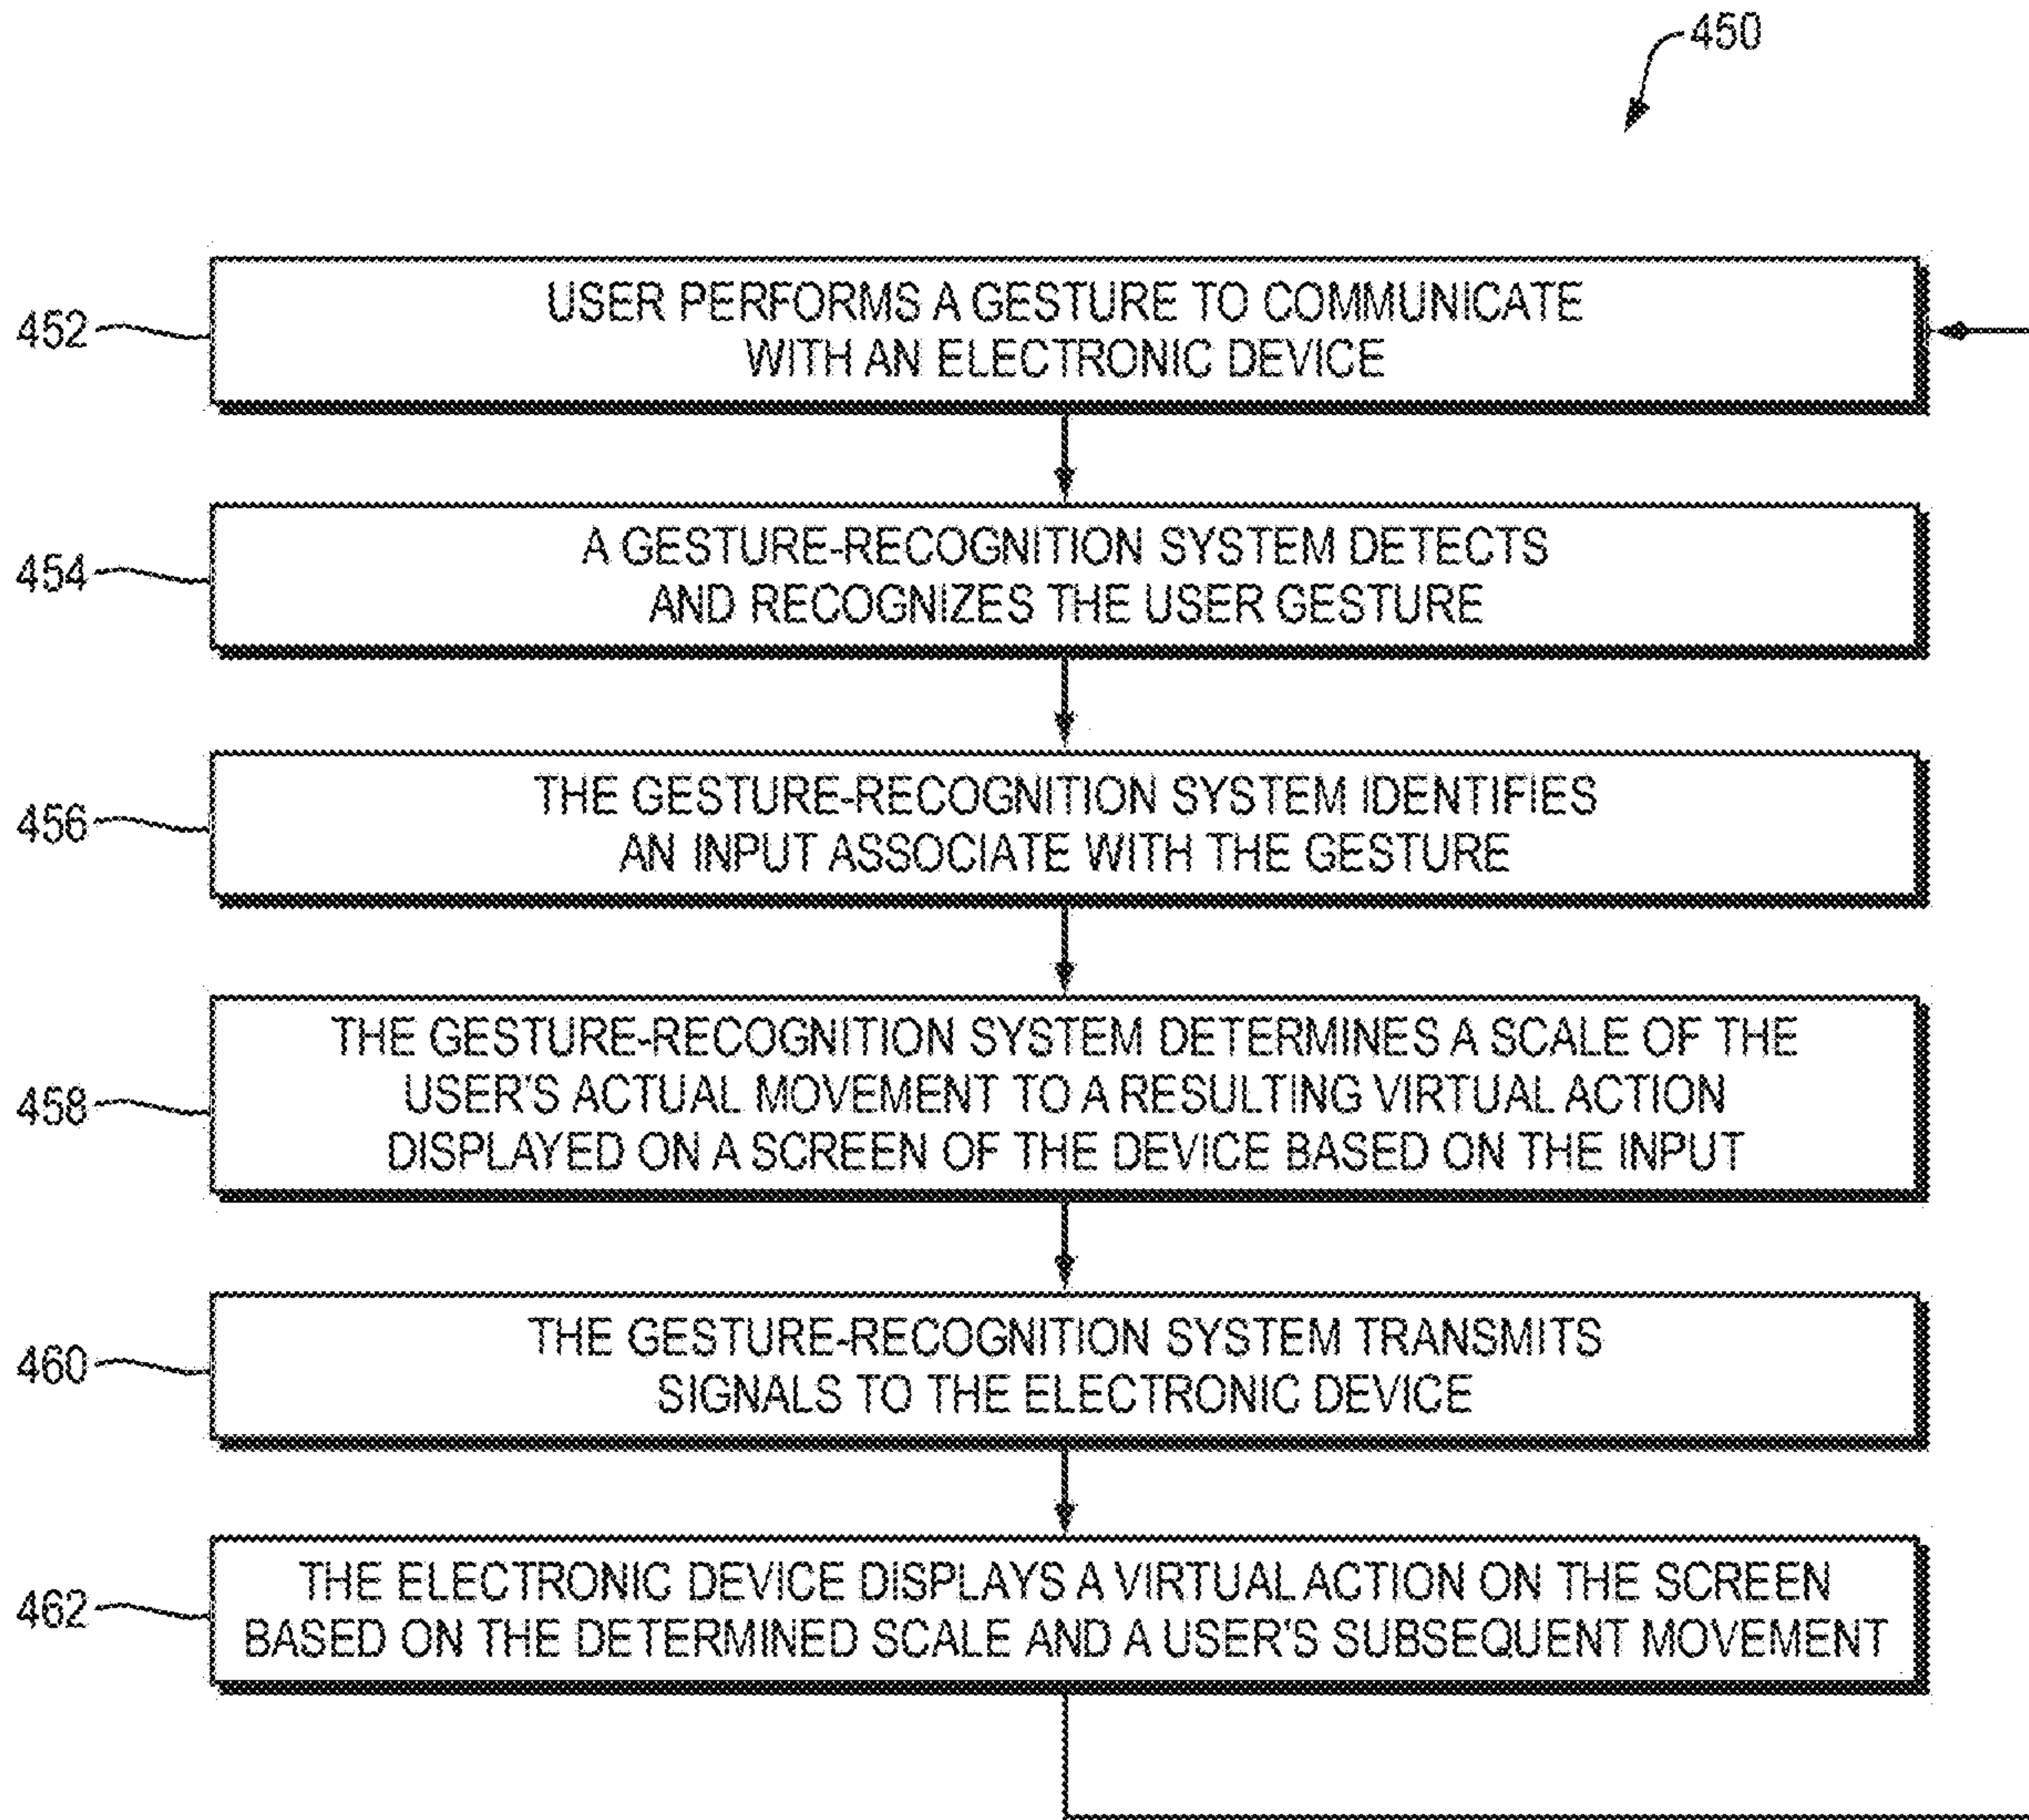 450
452
USER PERFORMS A GESTURE TO COMMUNICATE
WITH AN ELECTRONIC DEVICE
454
A GESTURE-RECOGNITION SYSTEM DETECTS
AND RECOGNIZES THE USER GESTURE
456
THE GESTURE-RECOGNITION SYSTEM IDENTIFIES
AN INPUT ASSOCIATE WITH THE GESTURE
458
THE GESTURE-RECOGNITION SYSTEM DETERMINES A SCALE OF THE
USER'S ACTUAL MOVEMENT TO A RESULTING VIRTUAL ACTION
DISPLAYED ON A SCREEN OF THE DEVICE BASED ON THE INPUT
460
THE GESTURE-RECOGNITION SYSTEM TRANSMITS
SIGNALS TO THE ELECTRONIC DEVICE
462
THE ELECTRONIC DEVICE DISPLAYS A VIRTUAL ACTION ON THE SCREEN
BASED ON THE DETERMINED SCALE AND A USER'S SUBSEQUENT MOVEMENT